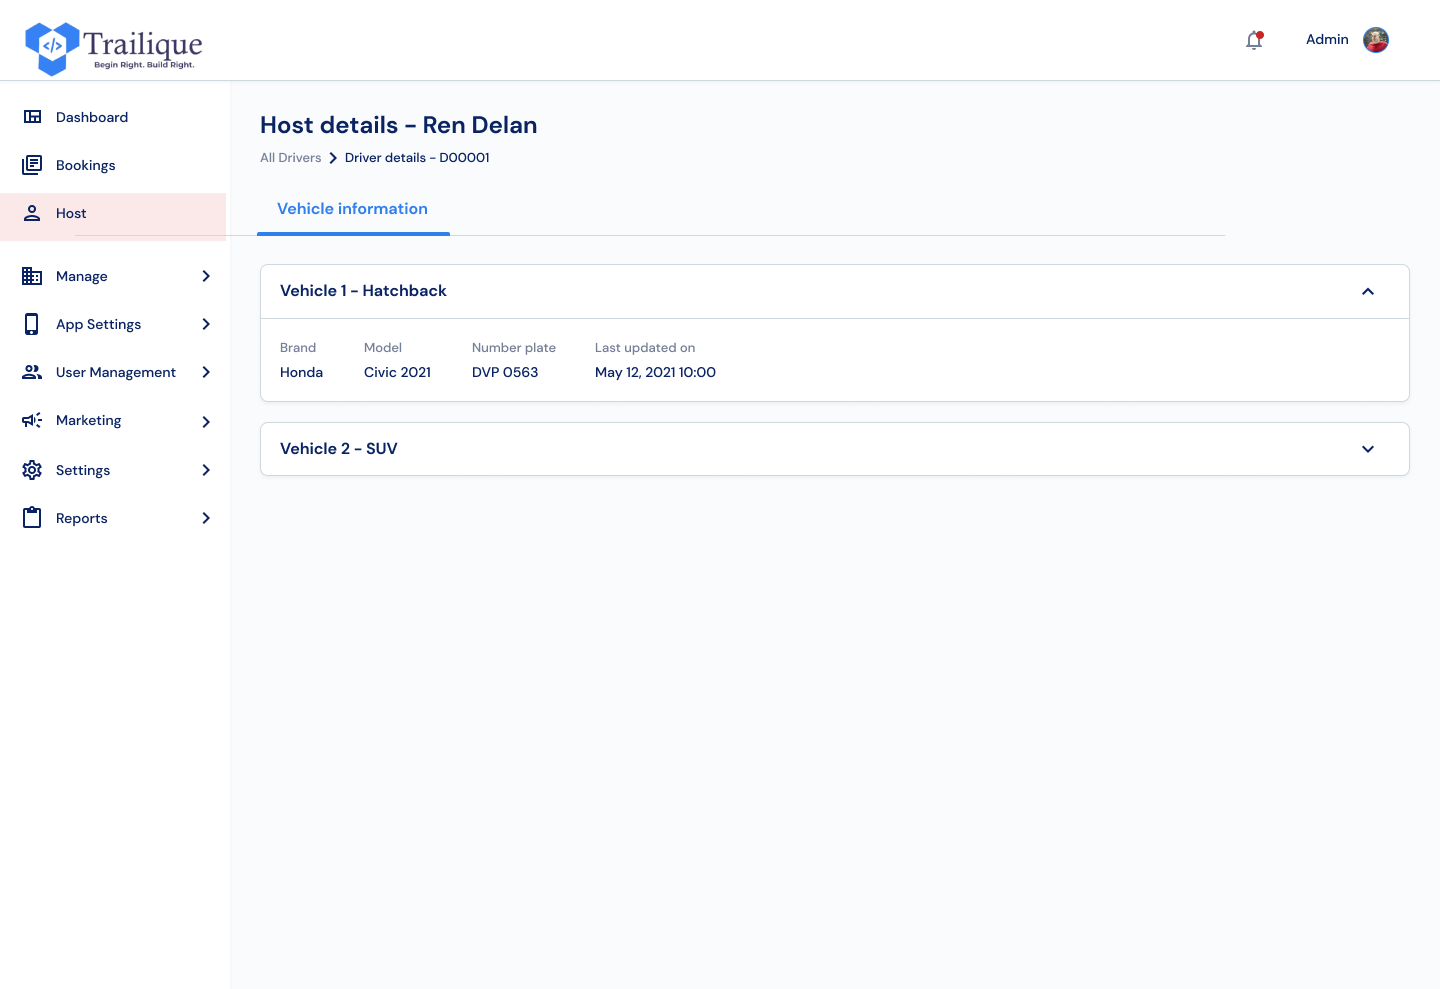 </> Trailique
Begin Right. Build Right.
Admin
Dashboard
Bookings
Host
Manage
App Settings
User Management
Marketing
Settings
Reports
Host details - Ren Delan
All Drivers > Driver details - D00001
Vehicle information
Vehicle 1 - Hatchback
Brand Model Number plate Last updated on
Honda Civic 2021 DVP 0563 May 12, 2021 10:00
Vehicle 2 - SUV